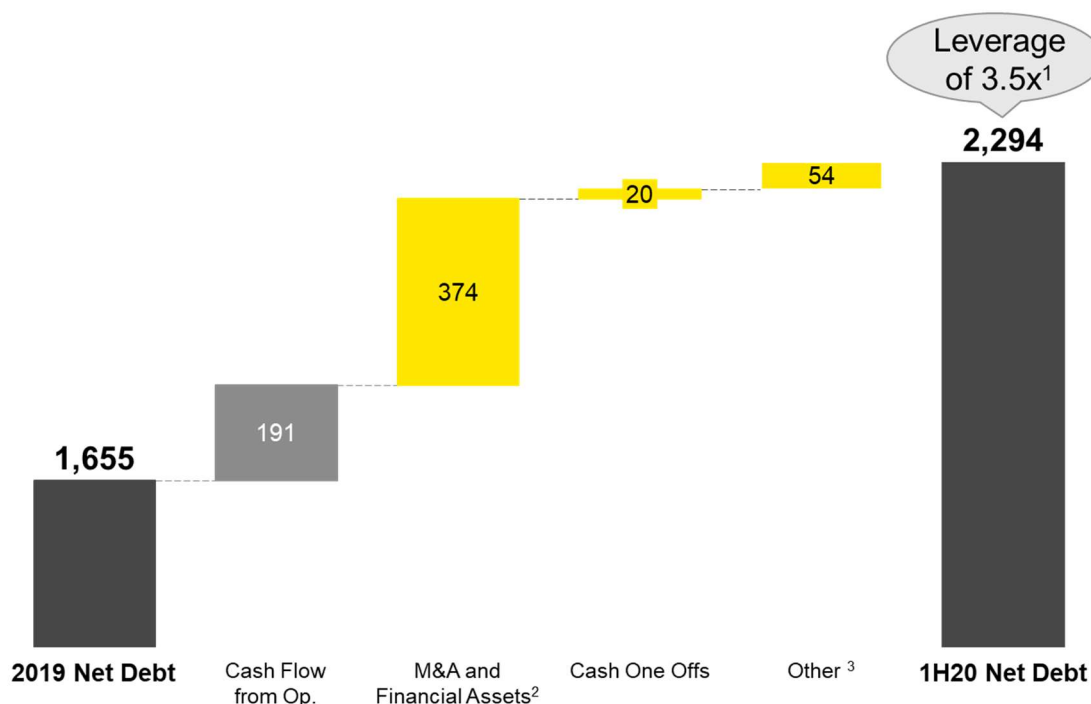 Leverage
of 3.5x¹
2,294
54
20
374
191
1,655
2019 Net Debt
Cash Flow
from Op.
M&A and
Financial Assets²
Cash One Offs
Other ³
1H20 Net Debt